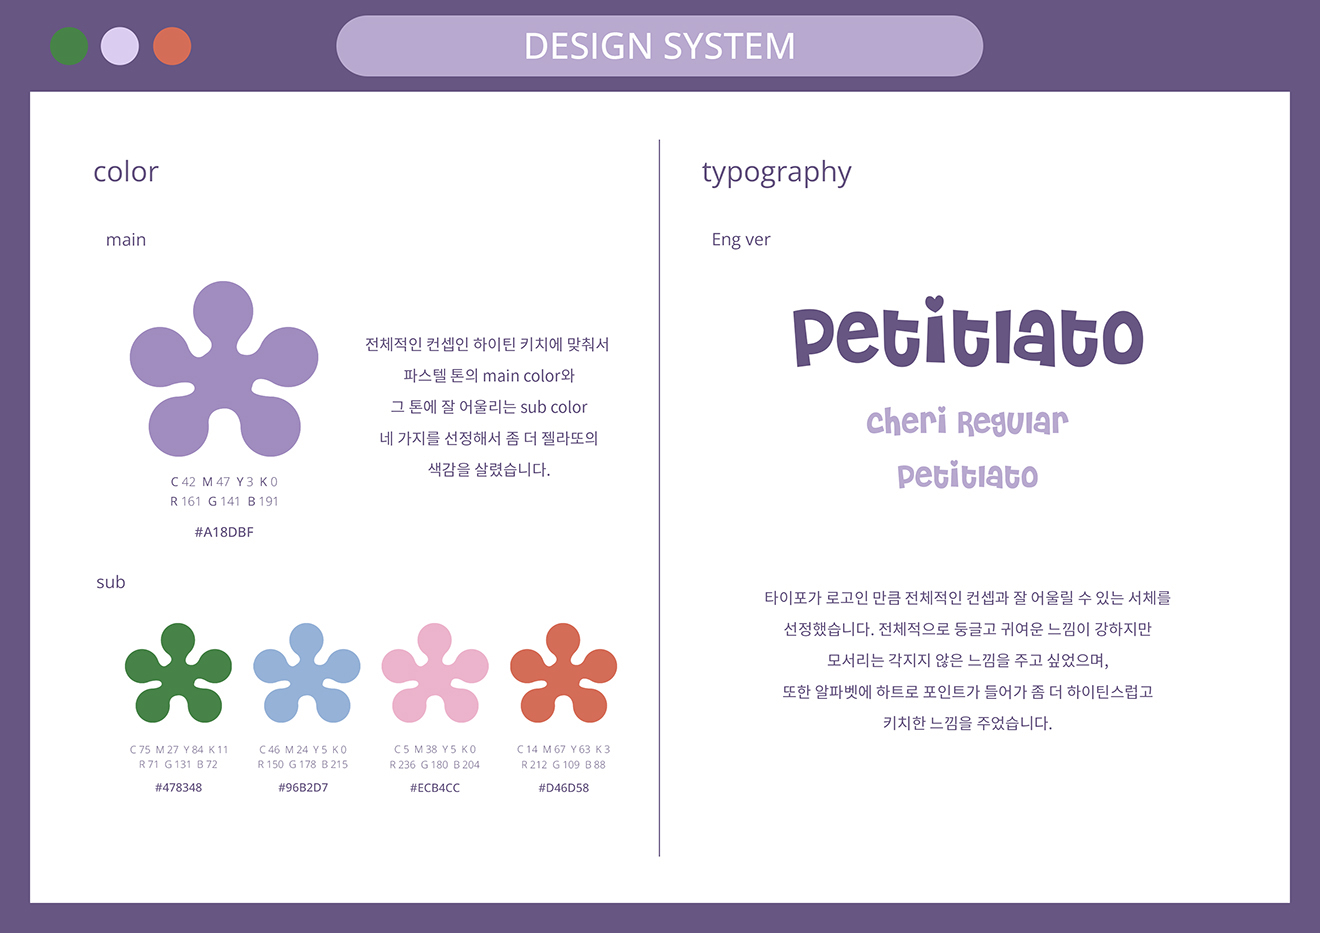 DESIGN SYSTEM
color
main
전체적인 컨셉인 하이틴 키치에 맞춰서
파스텔 톤의 main color와
그 톤에 잘 어울리는 sub color
네 가지를 선정해서 좀 더 젤라또의
색감을 살렸습니다.
C 42 M 47 Y 3 K 0
R 161 G 141 B 191
#A18DBF
sub
C 75 M 27 Y 84 K 11
R 71 G 131 B 72
#478348
C 46 M 24 Y 5 K 0
R 150 G 178 B 215
#96B2D7
C 5 M 38 Y 5 K 0
R 236 G 180 B 204
#ECB4CC
C 14 M 67 Y 63 K 3
R 212 G 109 B 88
#D46D58
typography
Eng ver
Petitlato
Cheri Regular
Petitlato
타이포가 로고인 만큼 전체적인 컨셉과 잘 어울릴 수 있는 서체를
선정했습니다. 전체적으로 둥글고 귀여운 느낌이 강하지만
모서리는 각지지 않은 느낌을 주고 싶었으며,
또한 알파벳에 하트로 포인트가 들어가 좀 더 하이틴스럽고
키치한 느낌을 주었습니다.